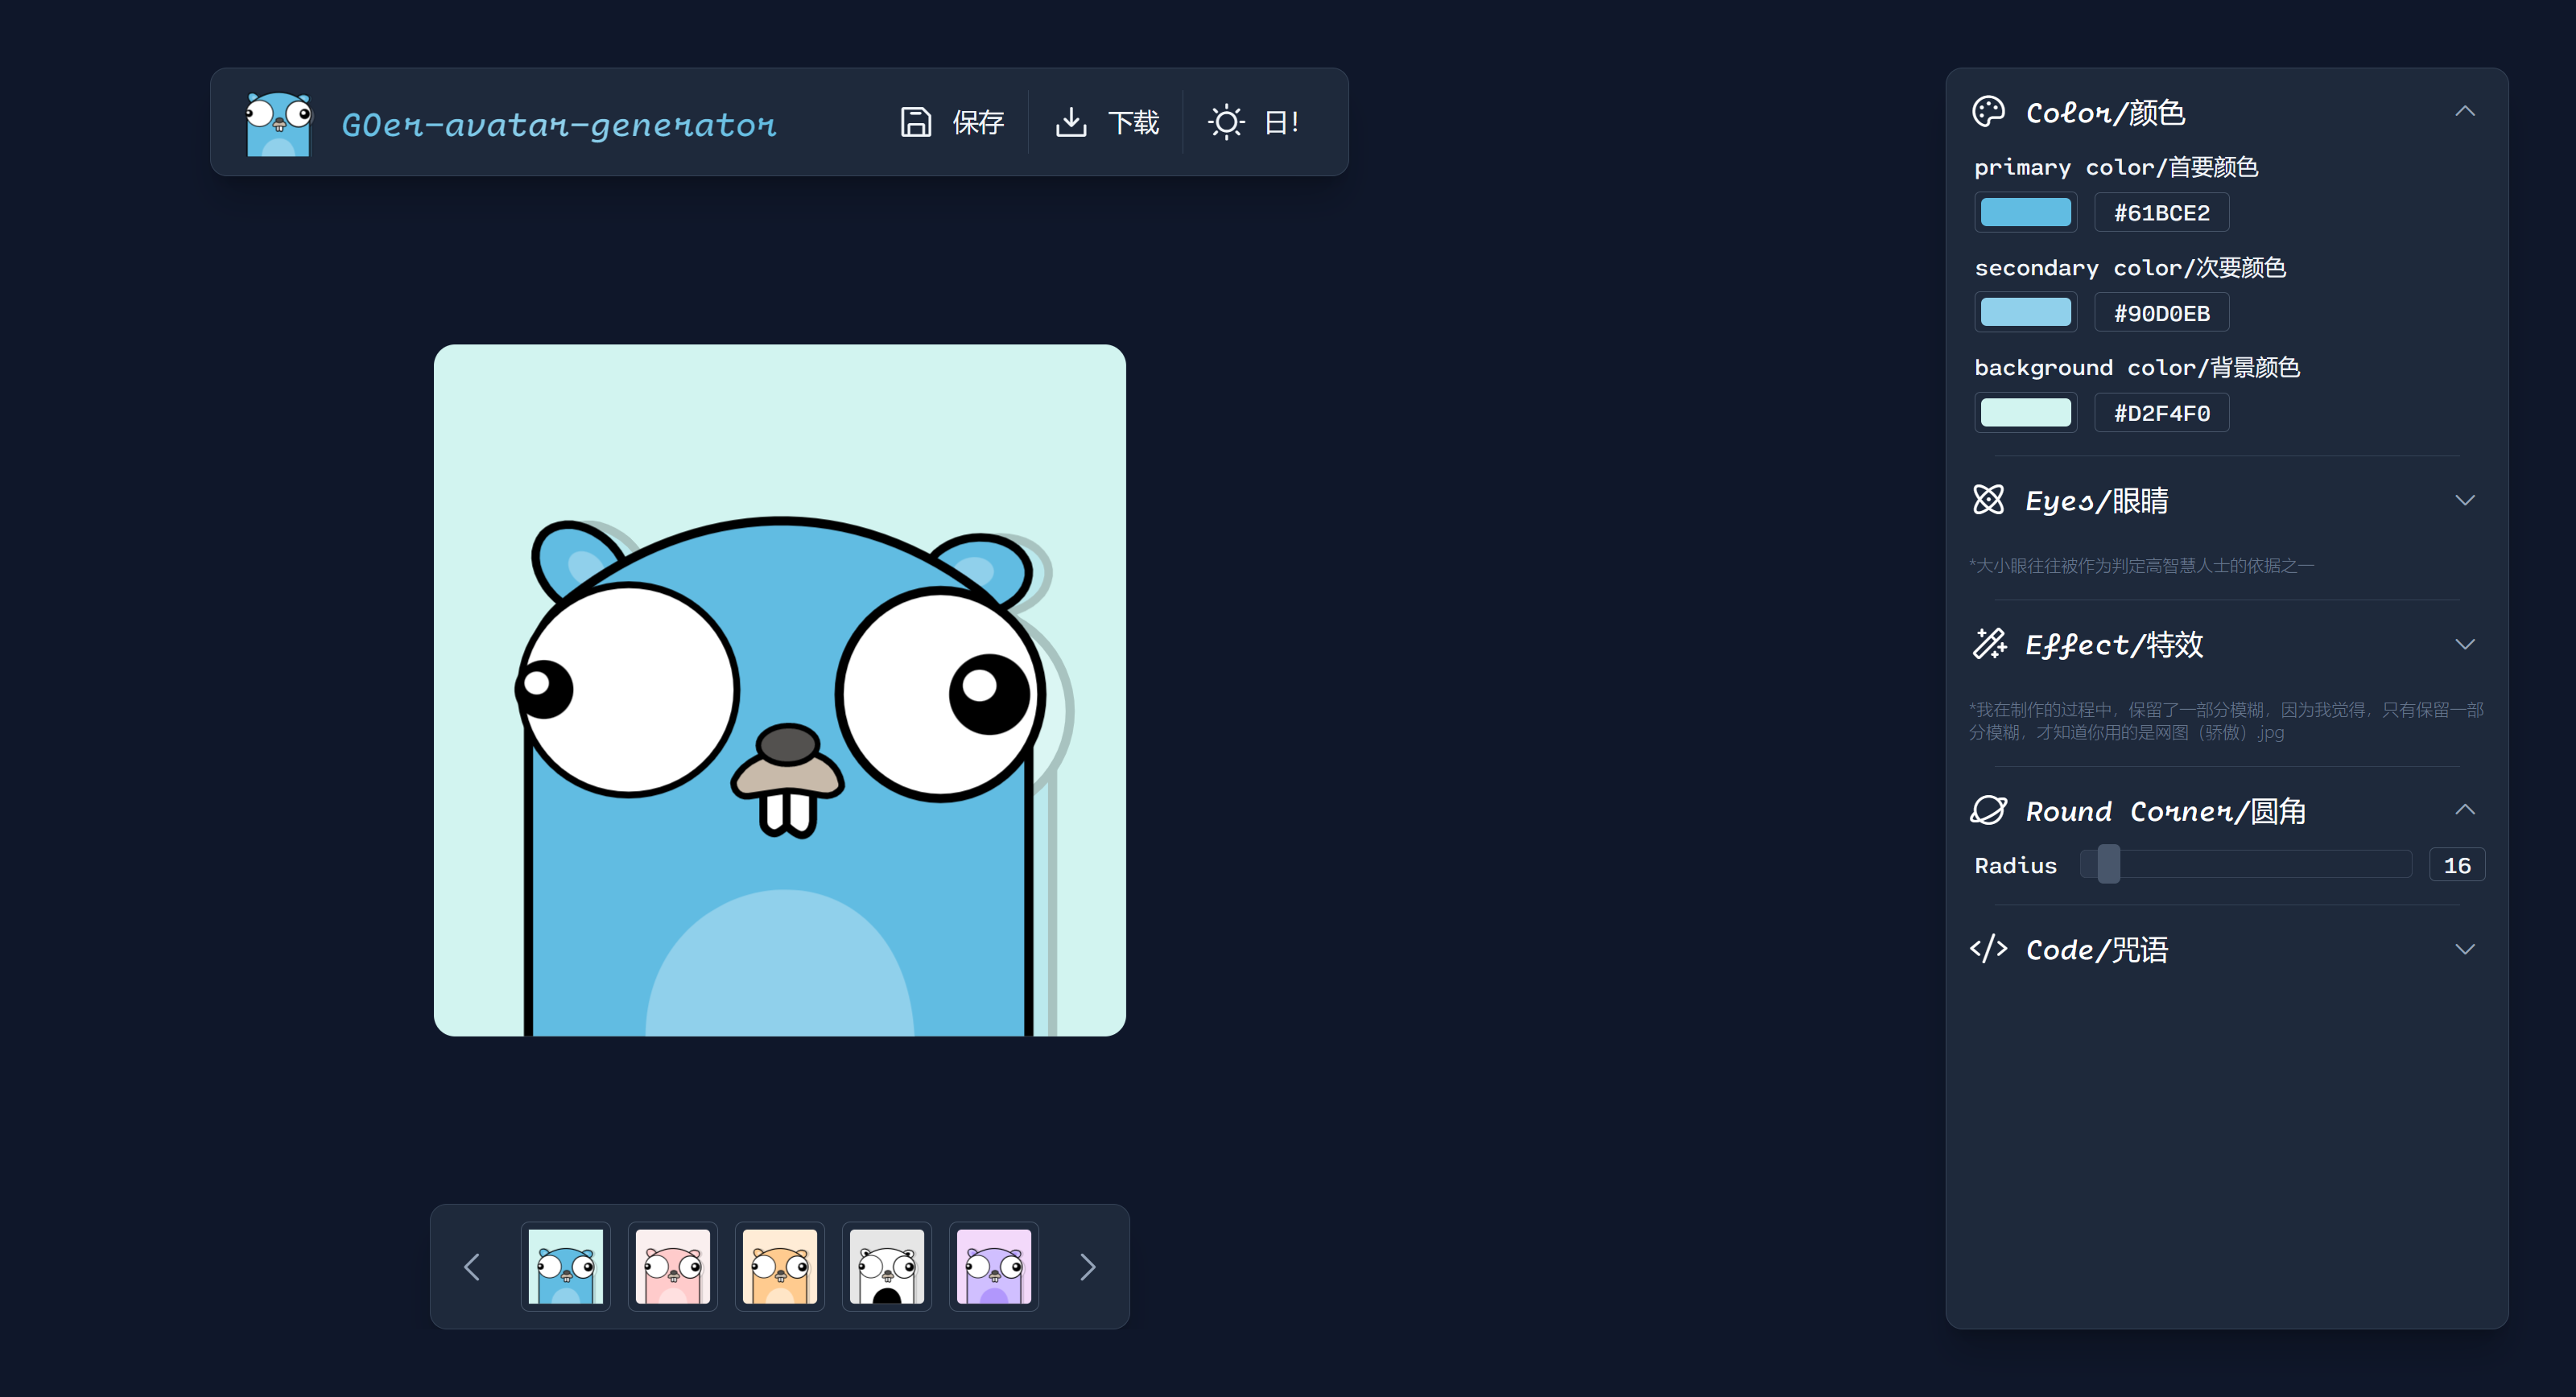 GOer-avatar-generator
保存
下载
日!
Color/颜色
primary color/首要颜色
#61BCE2
secondary color/次要颜色
#90D0EB
background color/背景颜色
#D2F4F0
Eyes/眼睛
*大小眼往往被作为判定高智慧人士的依据之一
Effect/特效
*我在制作的过程中，保留了一部分模糊，因为我觉得，只有保留一部
分模糊，才知道你用的是网图（骄傲）.jpg
Round Corner/圆角
Radius
16
Code/咒语